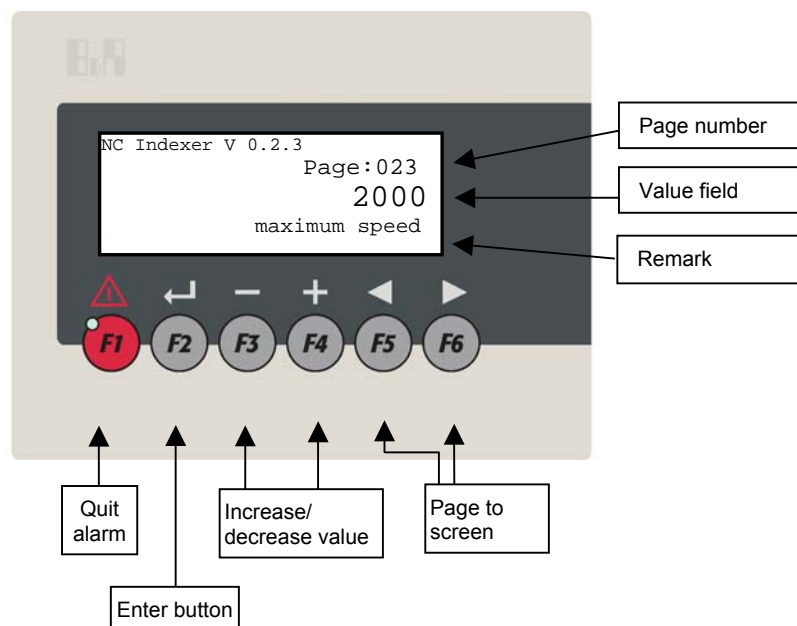 B&R
NC Indexer V 0.2.3
Page:023
2000
maximum speed
Page number
Value field
Remark
F1
F2
F3
F4
F5
F6
Quit
alarm
Increase/
decrease value
Page to
screen
Enter button